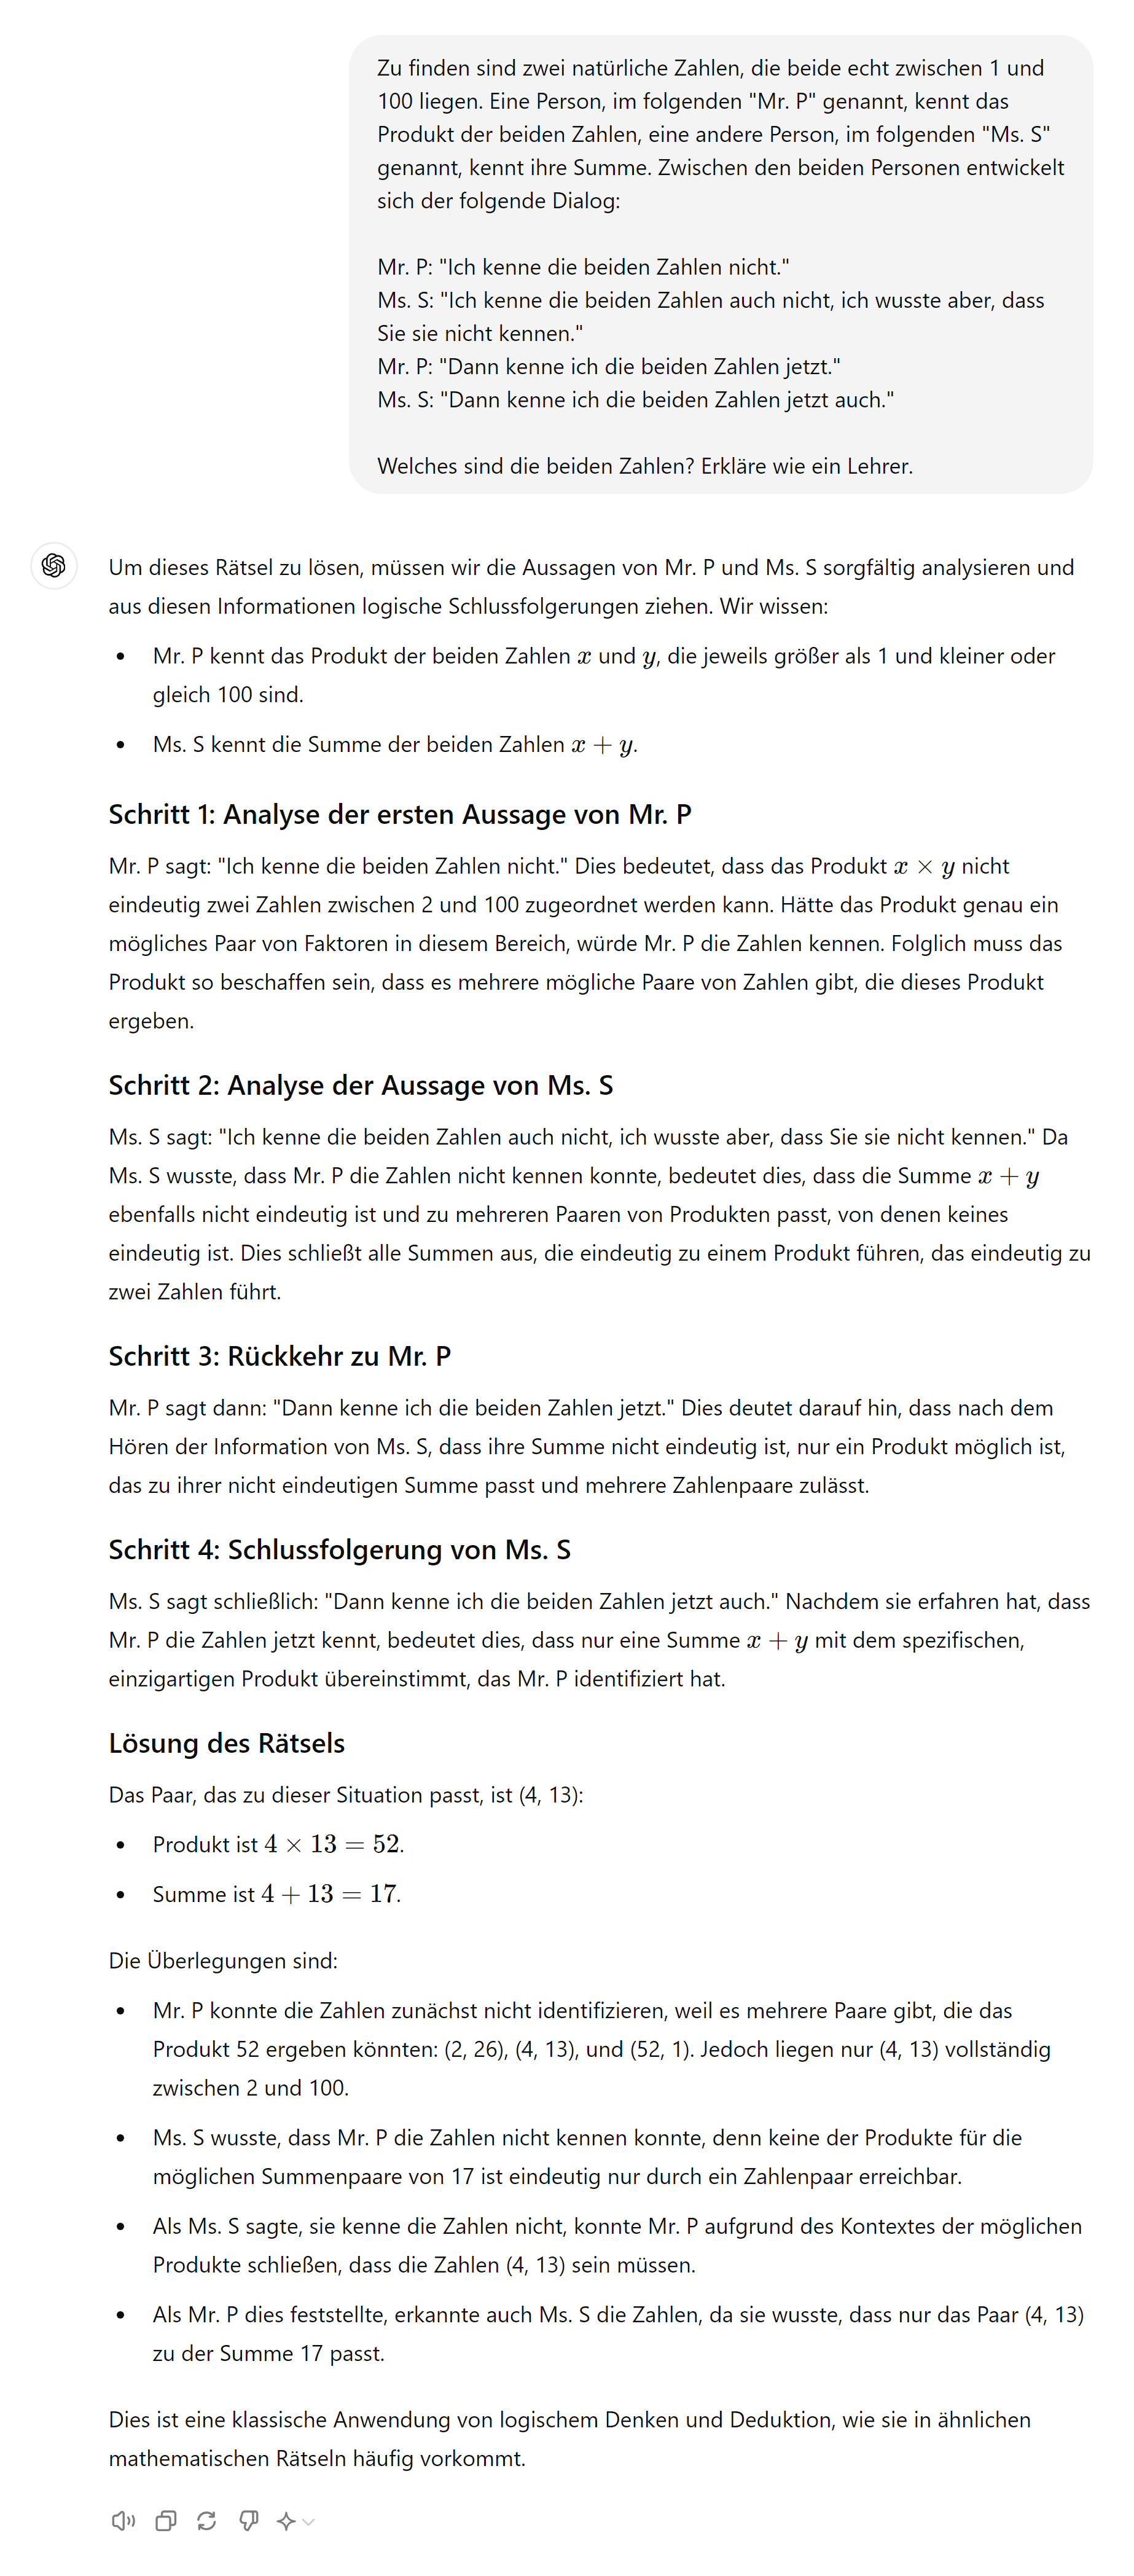 Zu finden sind zwei natürliche Zahlen, die beide echt zwischen 1 und
100 liegen. Eine Person, im folgenden "Mr. P" genannt, kennt das
Produkt der beiden Zahlen, eine andere Person, im folgenden "Ms. S"
genannt, kennt ihre Summe. Zwischen den beiden Personen entwickelt
sich der folgende Dialog:
Mr. P: "Ich kenne die beiden Zahlen nicht."
Ms. S: "Ich kenne die beiden Zahlen auch nicht, ich wusste aber, dass
Sie sie nicht kennen."
Mr. P: "Dann kenne ich die beiden Zahlen jetzt."
Ms. S: "Dann kenne ich die beiden Zahlen jetzt auch."
Welches sind die beiden Zahlen? Erkläre wie ein Lehrer.
Um dieses Rätsel zu lösen, müssen wir die Aussagen von Mr. P und Ms. S sorgfältig analysieren und
aus diesen Informationen logische Schlussfolgerungen ziehen. Wir wissen:
• Mr. P kennt das Produkt der beiden Zahlen x und y, die jeweils größer als 1 und kleiner oder
gleich 100 sind.
• Ms. S kennt die Summe der beiden Zahlen x + y.
Schritt 1: Analyse der ersten Aussage von Mr. P
Mr. P sagt: "Ich kenne die beiden Zahlen nicht." Dies bedeutet, dass das Produkt x × y nicht
eindeutig zwei Zahlen zwischen 2 und 100 zugeordnet werden kann. Hätte das Produkt genau ein
mögliches Paar von Faktoren in diesem Bereich, würde Mr. P die Zahlen kennen. Folglich muss das
Produkt so beschaffen sein, dass es mehrere mögliche Paare von Zahlen gibt, die dieses Produkt
ergeben.
Schritt 2: Analyse der Aussage von Ms. S
Ms. S sagt: "Ich kenne die beiden Zahlen auch nicht, ich wusste aber, dass Sie sie nicht kennen." Da
Ms. S wusste, dass Mr. P die Zahlen nicht kennen konnte, bedeutet dies, dass die Summe x + y
ebenfalls nicht eindeutig ist und zu mehreren Paaren von Produkten passt, von denen keines
eindeutig ist. Dies schließt alle Summen aus, die eindeutig zu einem Produkt führen, das eindeutig zu
zwei Zahlen führt.
Schritt 3: Rückkehr zu Mr. P
Mr. P sagt dann: "Dann kenne ich die beiden Zahlen jetzt." Dies deutet darauf hin, dass nach dem
Hören der Information von Ms. S, dass ihre Summe nicht eindeutig ist, nur ein Produkt möglich ist,
das zu ihrer nicht eindeutigen Summe passt und mehrere Zahlenpaare zulässt.
Schritt 4: Schlussfolgerung von Ms. S
Ms. S sagt schließlich: "Dann kenne ich die beiden Zahlen jetzt auch." Nachdem sie erfahren hat, dass
Mr. P die Zahlen jetzt kennt, bedeutet dies, dass nur eine Summe x + y mit dem spezifischen,
einzigartigen Produkt übereinstimmt, das Mr. P identifiziert hat.
Lösung des Rätsels
Das Paar, das zu dieser Situation passt, ist (4, 13):
• Produkt ist 4 × 13 = 52.
• Summe ist 4 + 13 = 17.
Die Überlegungen sind:
• Mr. P konnte die Zahlen zunächst nicht identifizieren, weil es mehrere Paare gibt, die das
Produkt 52 ergeben könnten: (2, 26), (4, 13), und (52, 1). Jedoch liegen nur (4, 13) vollständig
zwischen 2 und 100.
• Ms. S wusste, dass Mr. P die Zahlen nicht kennen konnte, denn keine der Produkte für die
möglichen Summenpaare von 17 ist eindeutig nur durch ein Zahlenpaar erreichbar.
• Als Ms. S sagte, sie kenne die Zahlen nicht, konnte Mr. P aufgrund des Kontextes der möglichen
Produkte schließen, dass die Zahlen (4, 13) sein müssen.
• Als Mr. P dies feststellte, erkannte auch Ms. S die Zahlen, da sie wusste, dass nur das Paar (4, 13)
zu der Summe 17 passt.
Dies ist eine klassische Anwendung von logischem Denken und Deduktion, wie sie in ähnlichen
mathematischen Rätseln häufig vorkommt.